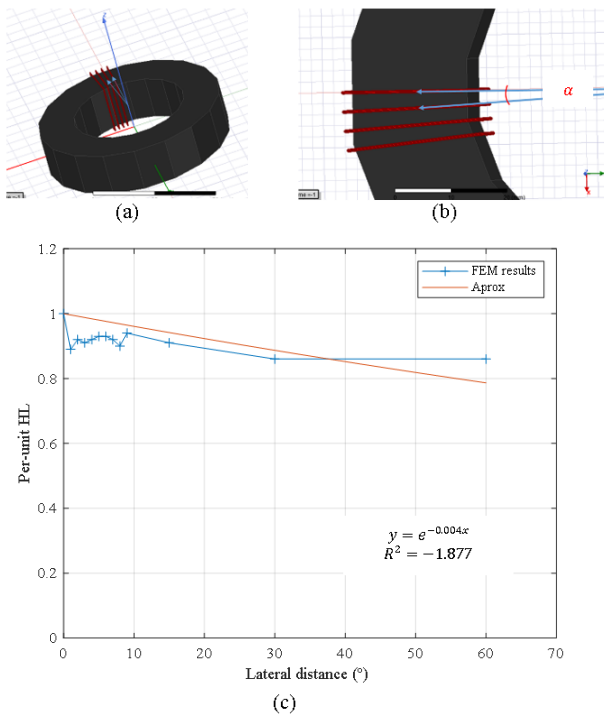 (a)
α
(b)
FEM results
Aprox
1.2
1
0.8
0.6
0.4
0.2
0
Per-unit HL
y = e^{-0.004x}
R² = −1.877
0 10 20 30 40 50 60 70
Lateral distance (°)
(c)